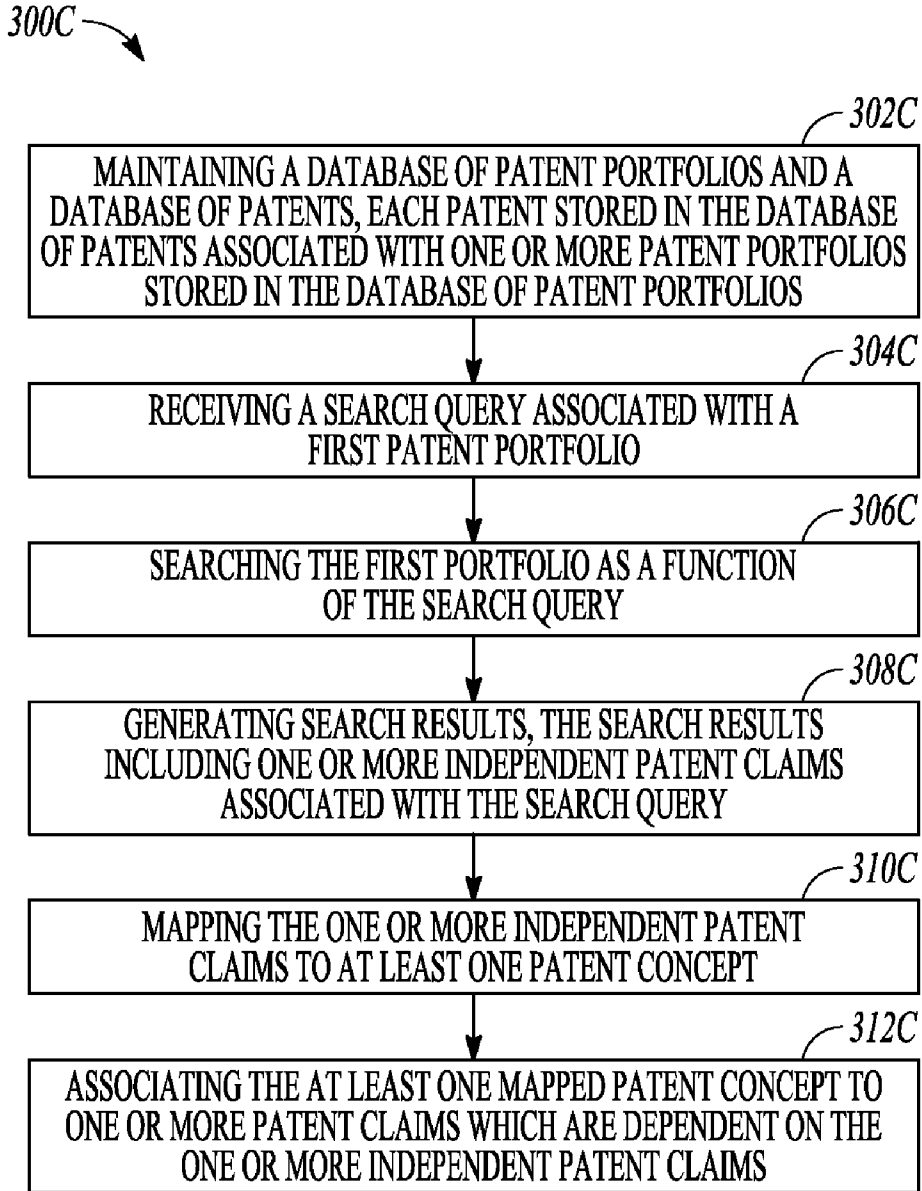 300C
302C
MAINTAINING A DATABASE OF PATENT PORTFOLIOS AND A
DATABASE OF PATENTS, EACH PATENT STORED IN THE DATABASE
OF PATENTS ASSOCIATED WITH ONE OR MORE PATENT PORTFOLIOS
STORED IN THE DATABASE OF PATENT PORTFOLIOS
304C
RECEIVING A SEARCH QUERY ASSOCIATED WITH A
FIRST PATENT PORTFOLIO
306C
SEARCHING THE FIRST PORTFOLIO AS A FUNCTION
OF THE SEARCH QUERY
308C
GENERATING SEARCH RESULTS, THE SEARCH RESULTS
INCLUDING ONE OR MORE INDEPENDENT PATENT CLAIMS
ASSOCIATED WITH THE SEARCH QUERY
310C
MAPPING THE ONE OR MORE INDEPENDENT PATENT
CLAIMS TO AT LEAST ONE PATENT CONCEPT
312C
ASSOCIATING THE AT LEAST ONE MAPPED PATENT CONCEPT TO
ONE OR MORE PATENT CLAIMS WHICH ARE DEPENDENT ON THE
ONE OR MORE INDEPENDENT PATENT CLAIMS